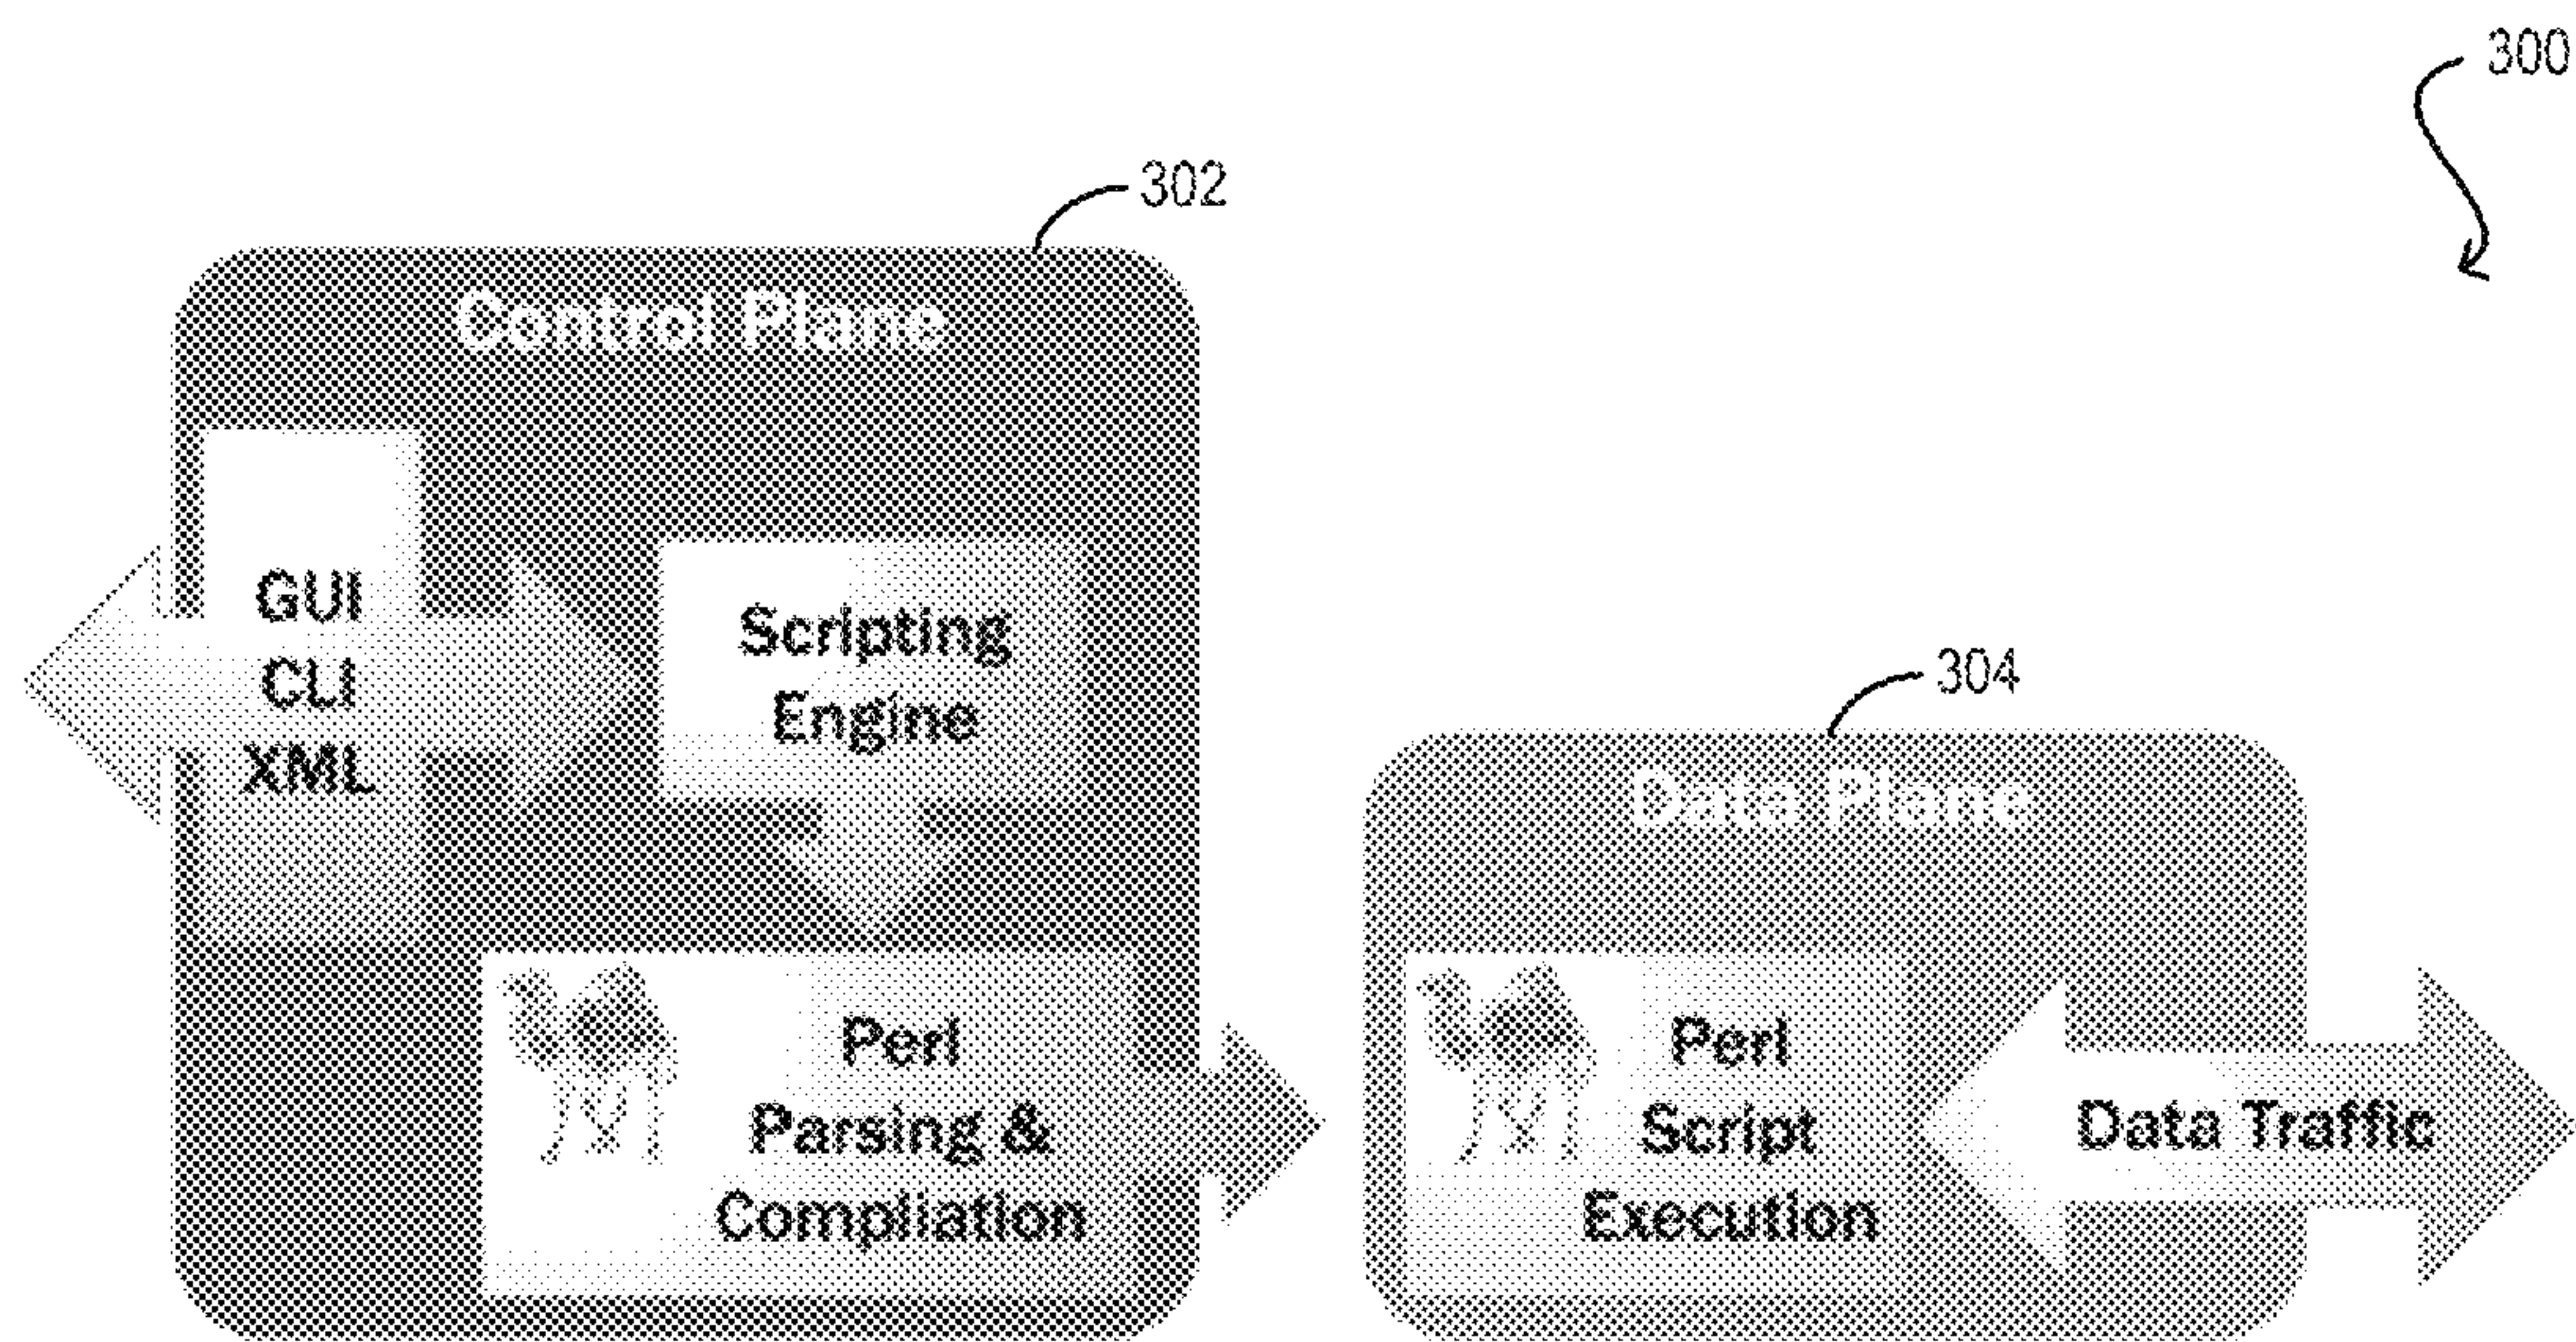 300
302
Control Plane
GUI
CLI
XML
Scripting
Engine
Perl
Parsing &
Compliation
304
Data Plane
Perl
Script
Execution
Data Traffic